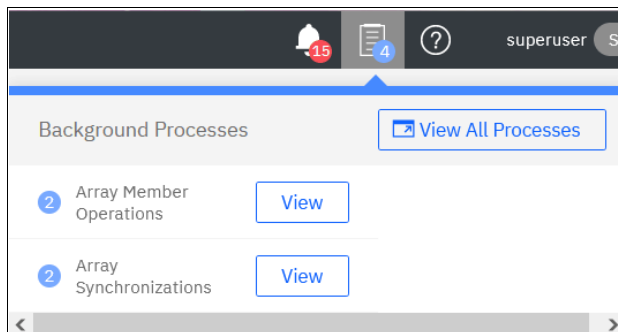 15
4
?
superuser
S
Background Processes
View All Processes
2
Array Member
Operations
View
2
Array
Synchronizations
View